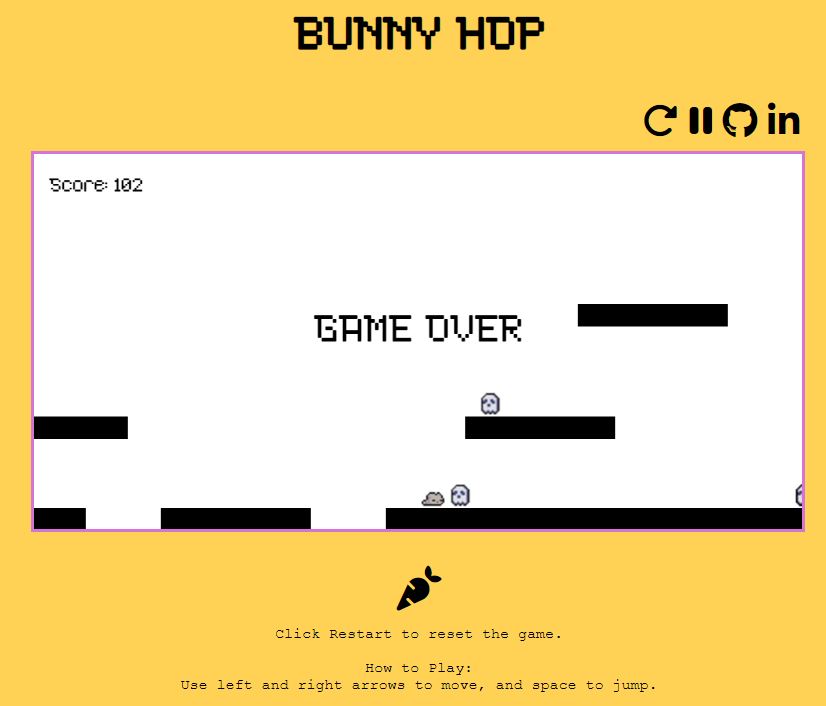 BUNNY HOP
in
Score: 102
GAME OVER
Click Restart to reset the game.
How to Play:
Use left and right arrows to move, and space to jump.